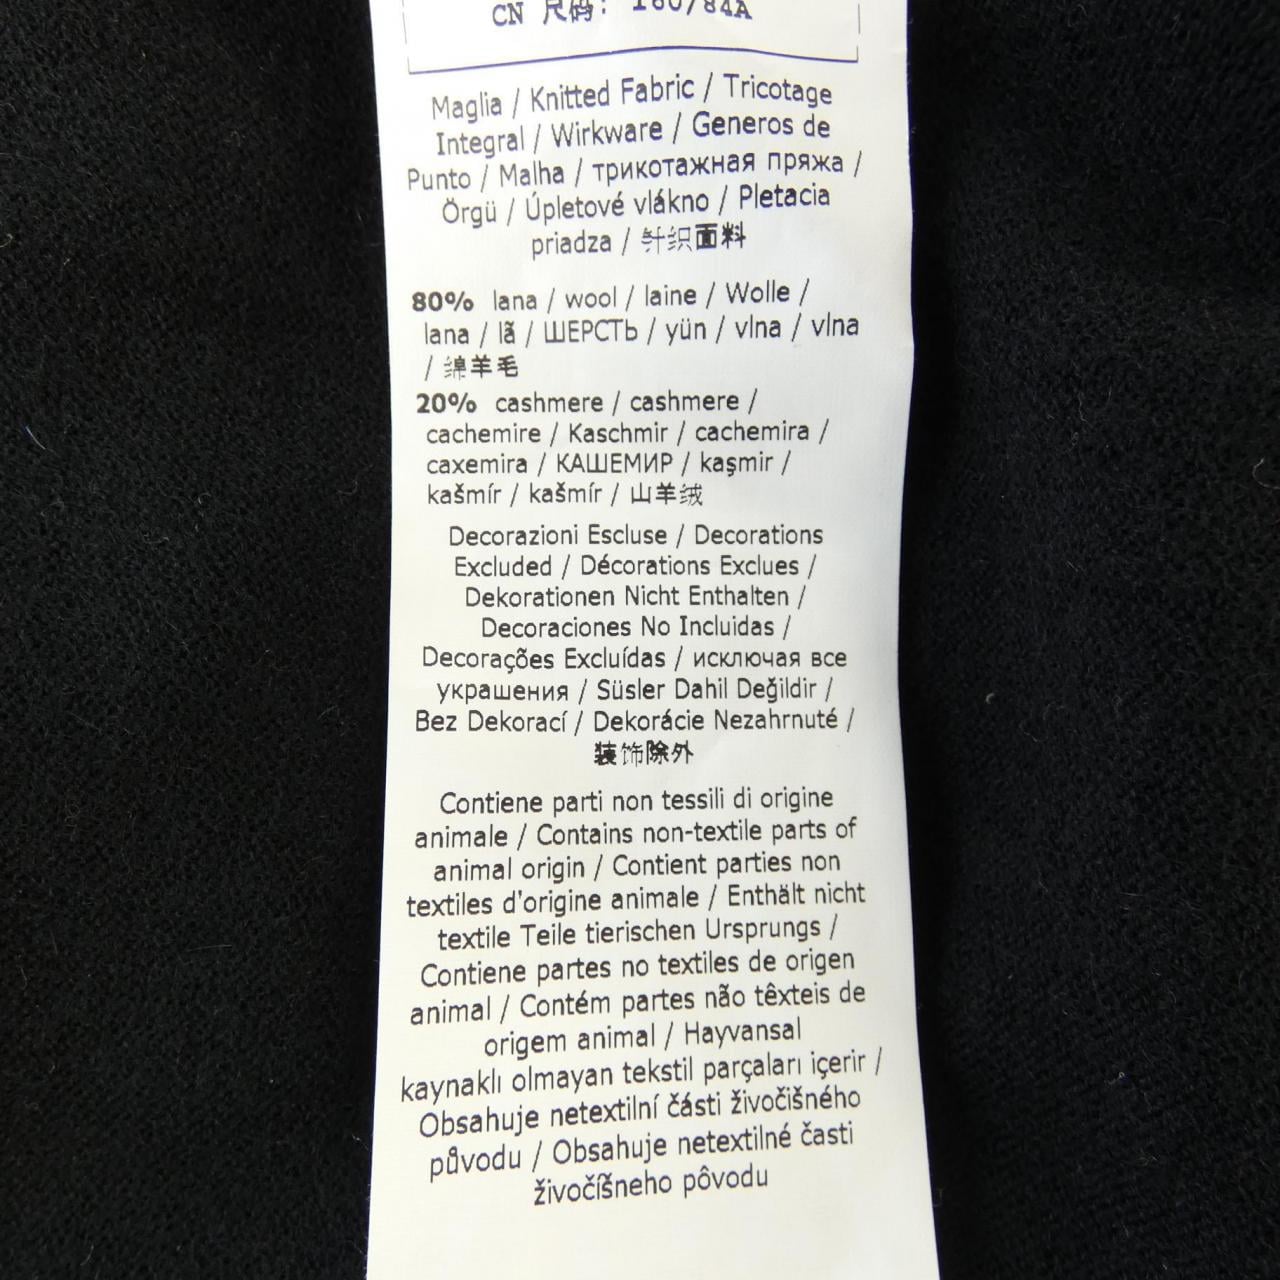 CN 尺码: 160/84A
Maglia / Knitted Fabric / Tricotage
Integral / Wirkware / Generos de
Punto / Malha / трикотажная пряжа /
Örgü / Úpletové vlákno / Pletacia
priadza / 针织面料
80% lana / wool / laine / Wolle /
lana / lã / ШЕРСТЬ / yün / vlna / vlna
/ 绵羊毛
20% cashmere / cashmere /
cachemire / Kaschmir / cachemira /
caxemira / КАШЕМИР / kaşmir /
kašmír / kašmír / 山羊绒
Decorazioni Escluse / Decorations
Excluded / Décorations Exclues /
Dekorationen Nicht Enthalten /
Decoraciones No Incluidas /
Decorações Excluídas / исключая все
украшения / Süsler Dahil Değildir /
Bez Dekorací / Dekorácie Nezahrnuté /
装饰除外
Contiene parti non tessili di origine
animale / Contains non-textile parts of
animal origin / Contient parties non
textiles d'origine animale / Enthält nicht
textile Teile tierischen Ursprungs /
Contiene partes no textiles de origen
animal / Contém partes não têxteis de
origem animal / Hayvansal
kaynaklı olmayan tekstil parçaları içerir /
Obsahuje netextilní části živočišného
původu / Obsahuje netextilné časti
živočíšneho pôvodu